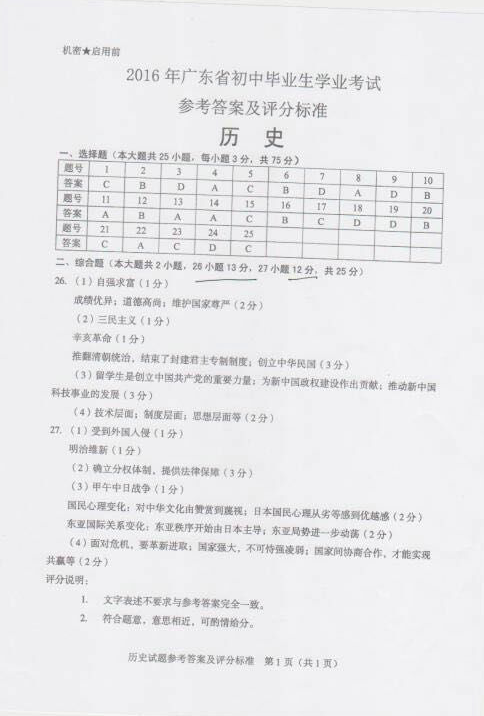 机密★启用前
2016 年广东省初中毕业生学业考试
参考答案及评分标准
历 史
一、选择题（本大题共 25 小题，每小题 3 分，共 75 分）
题号 1 2 3 4 5 6 7 8 9 10
答案 C B D A C B D A D B
题号 11 12 13 14 15 16 17 18 19 20
答案 A B A A C B C D D B
题号 21 22 23 24 25
答案 C A C D C
二、综合题（本大题共 2 小题，26 小题 13 分，27 小题 12 分，共 25 分）
26.（1）自强求富（1 分）
成绩优异；道德高尚；维护国家尊严（2 分）
（2）三民主义（1 分）
辛亥革命（1 分）
推翻清朝统治，结束了封建君主专制制度；创立中华民国（3 分）
（3）留学生是创立中国共产党的重要力量；为新中国政权建设作出贡献；推动新中国
科技事业的发展（3 分）
（4）技术层面；制度层面；思想层面等（2 分）
27.（1）受到外国人侵（1 分）
明治维新（1 分）
（2）确立分权体制，提供法律保障（3 分）
（3）甲午中日战争（1 分）
国民心理变化：对中华文化由赞赏到蔑视；日本国民心理从劣等感到优越感（2 分）
东亚国际关系变化：东亚秩序开始由日本主导；东亚局势进一步动荡（2 分）
（4）面对危机，要革新进取；国家强大，不可恃强凌弱；国家间协商合作，才能实现
共赢等（2 分）
评分说明：
1. 文字表述不要求与参考答案完全一致。
2. 符合题意，意思相近，可酌情给分。
历史试题参考答案及评分标准 第 1 页（共 1 页）